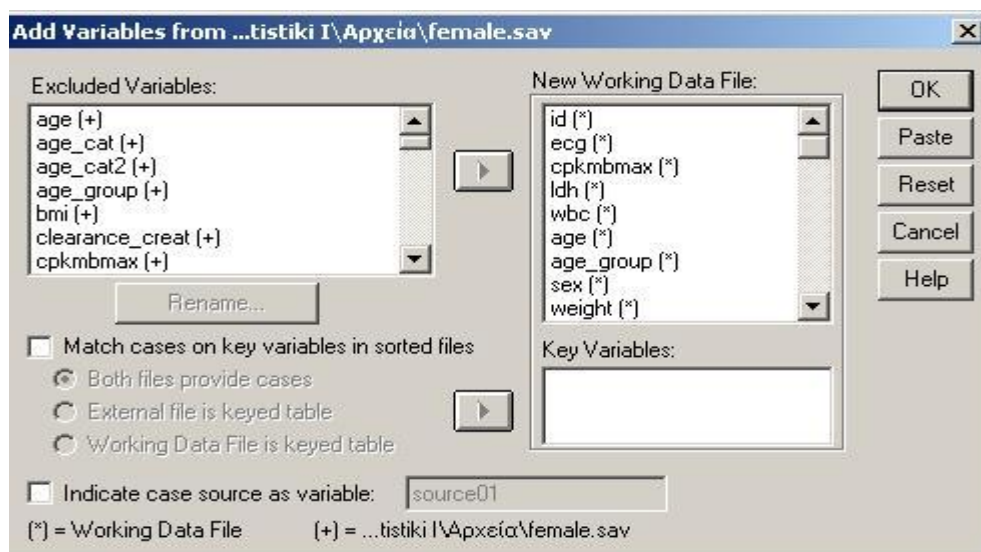 Add Variables from ...tistiki I\Αρχεία\female.sav
Excluded Variables:
age (+)
age_cat (+)
age_cat2 (+)
age_group (+)
bmi (+)
clearance_creat (+)
cpkmbmax (+)
Rename...
New Working Data File:
id (*)
ecg (*)
cpkmbmax (*)
ldh (*)
wbc (*)
age (*)
age_group (*)
sex (*)
weight (*)
OK
Paste
Reset
Cancel
Help
Match cases on key variables in sorted files
Both files provide cases
External file is keyed table
Working Data File is keyed table
Key Variables:
Indicate case source as variable: source01
(*) = Working Data File (+) = ...tistiki I\Αρχεία\female.sav